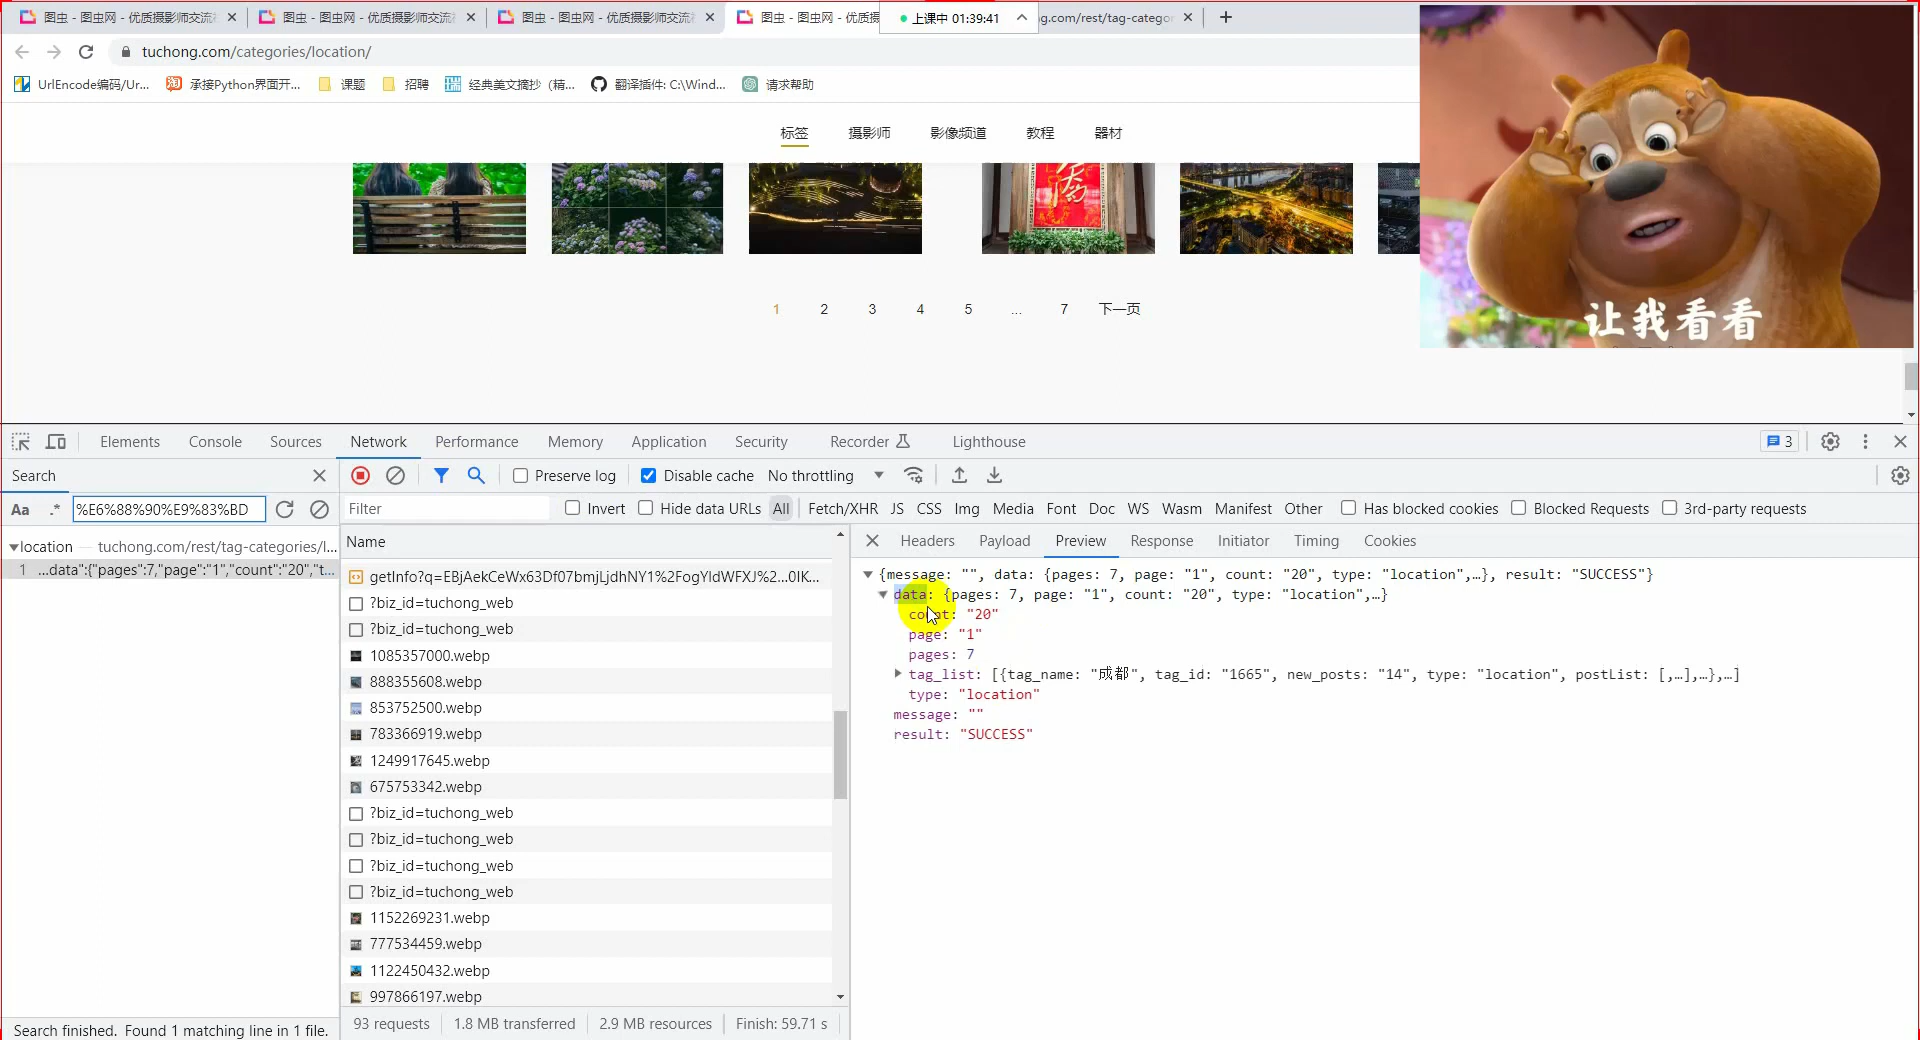 图虫 - 图虫网 - 优质摄影师交流社
图虫 - 图虫网 - 优质摄影师交流社
图虫 - 图虫网 - 优质摄影师交流社
图虫 - 图虫网 - 优质摄
上课中 01:39:41
g.com/rest/tag-catego
tuchong.com/categories/location/
UrlEncode编码/Ur...
承接Python界面开...
课题
招聘
经典美文摘抄（精...
翻译插件: C:\Wind...
请求帮助
标签 摄影师 影像频道 教程 器材
1 2 3 4 5 ... 7 下一页
让我看看
Elements Console Sources Network Performance Memory Application Security Recorder Lighthouse
3
Search
Preserve log Disable cache No throttling
Aa .* %E6%88%90%E9%83%BD
Filter Invert Hide data URLs All Fetch/XHR JS CSS Img Media Font Doc WS Wasm Manifest Other Has blocked cookies Blocked Requests 3rd-party requests
location — tuchong.com/rest/tag-categories/l...
1 ...data":{"pages":7,"page":"1","count":"20","t...
Name
getInfo?q=EBjAekCeWx63Df07bmjLjdhNY1%2FogYldWFXJ%2...0IK...
?biz_id=tuchong_web
?biz_id=tuchong_web
1085357000.webp
888355608.webp
853752500.webp
783366919.webp
1249917645.webp
675753342.webp
?biz_id=tuchong_web
?biz_id=tuchong_web
?biz_id=tuchong_web
?biz_id=tuchong_web
1152269231.webp
777534459.webp
1122450432.webp
997866197.webp
Headers Payload Preview Response Initiator Timing Cookies
{message: "", data: {pages: 7, page: "1", count: "20", type: "location",…}, result: "SUCCESS"}
data: {pages: 7, page: "1", count: "20", type: "location",…}
count: "20"
page: "1"
pages: 7
tag_list: [{tag_name: "成都", tag_id: "1665", new_posts: "14", type: "location", postList: [,…],…},…]
type: "location"
message: ""
result: "SUCCESS"
Search finished. Found 1 matching line in 1 file.
93 requests 1.8 MB transferred 2.9 MB resources Finish: 59.71 s